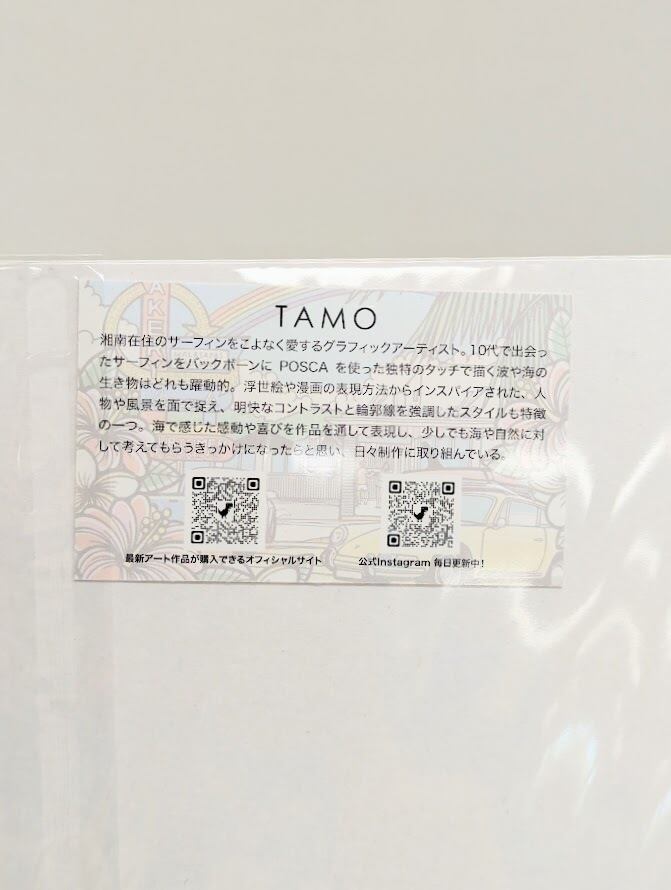 TAMO
湘南在住のサーフィンをこよなく愛するグラフィックアーティスト。10代で出会っ
たサーフィンをバックボーンに POSCA を使った独特のタッチで描く波や海の
生き物はどれも躍動的。浮世絵や漫画の表現方法からインスパイアされた、人
物や風景を面で捉え、明快なコントラストと輪郭線を強調したスタイルも特徴
の一つ。海で感じた感動や喜びを作品を通して表現し、少しでも海や自然に対
して考えてもらうきっかけになったらと思い、日々制作に取り組んでいる。
最新アート作品が購入できるオフィシャルサイト
公式Instagram 毎日更新中！